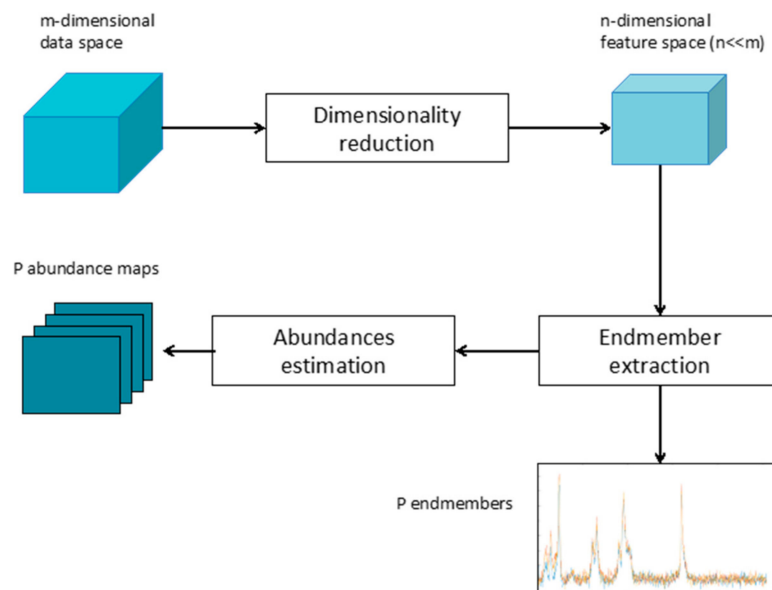 m-dimensional
data space
n-dimensional
feature space (n<<m)
Dimensionality
reduction
P abundance maps
Abundances
estimation
Endmember
extraction
P endmembers